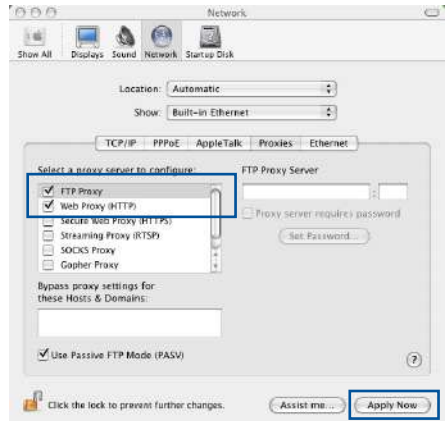 Network
Show All Displays Sound Network Startup Disk
Location: Automatic
Show: Built-in Ethernet
TCP/IP PPPoE AppleTalk Proxies Ethernet
Select a proxy server to configure:
FTP Proxy Server
FTP Proxy
:
Web Proxy (HTTP)
Proxy server requires password
Secure Web Proxy (HTTPS)
Streaming Proxy (RTSP)
Set Password...
SOCKS Proxy
Gopher Proxy
Bypass proxy settings for
these Hosts & Domains:
Use Passive FTP Mode (PASV)
?
Click the lock to prevent further changes.
Assist me...
Apply Now